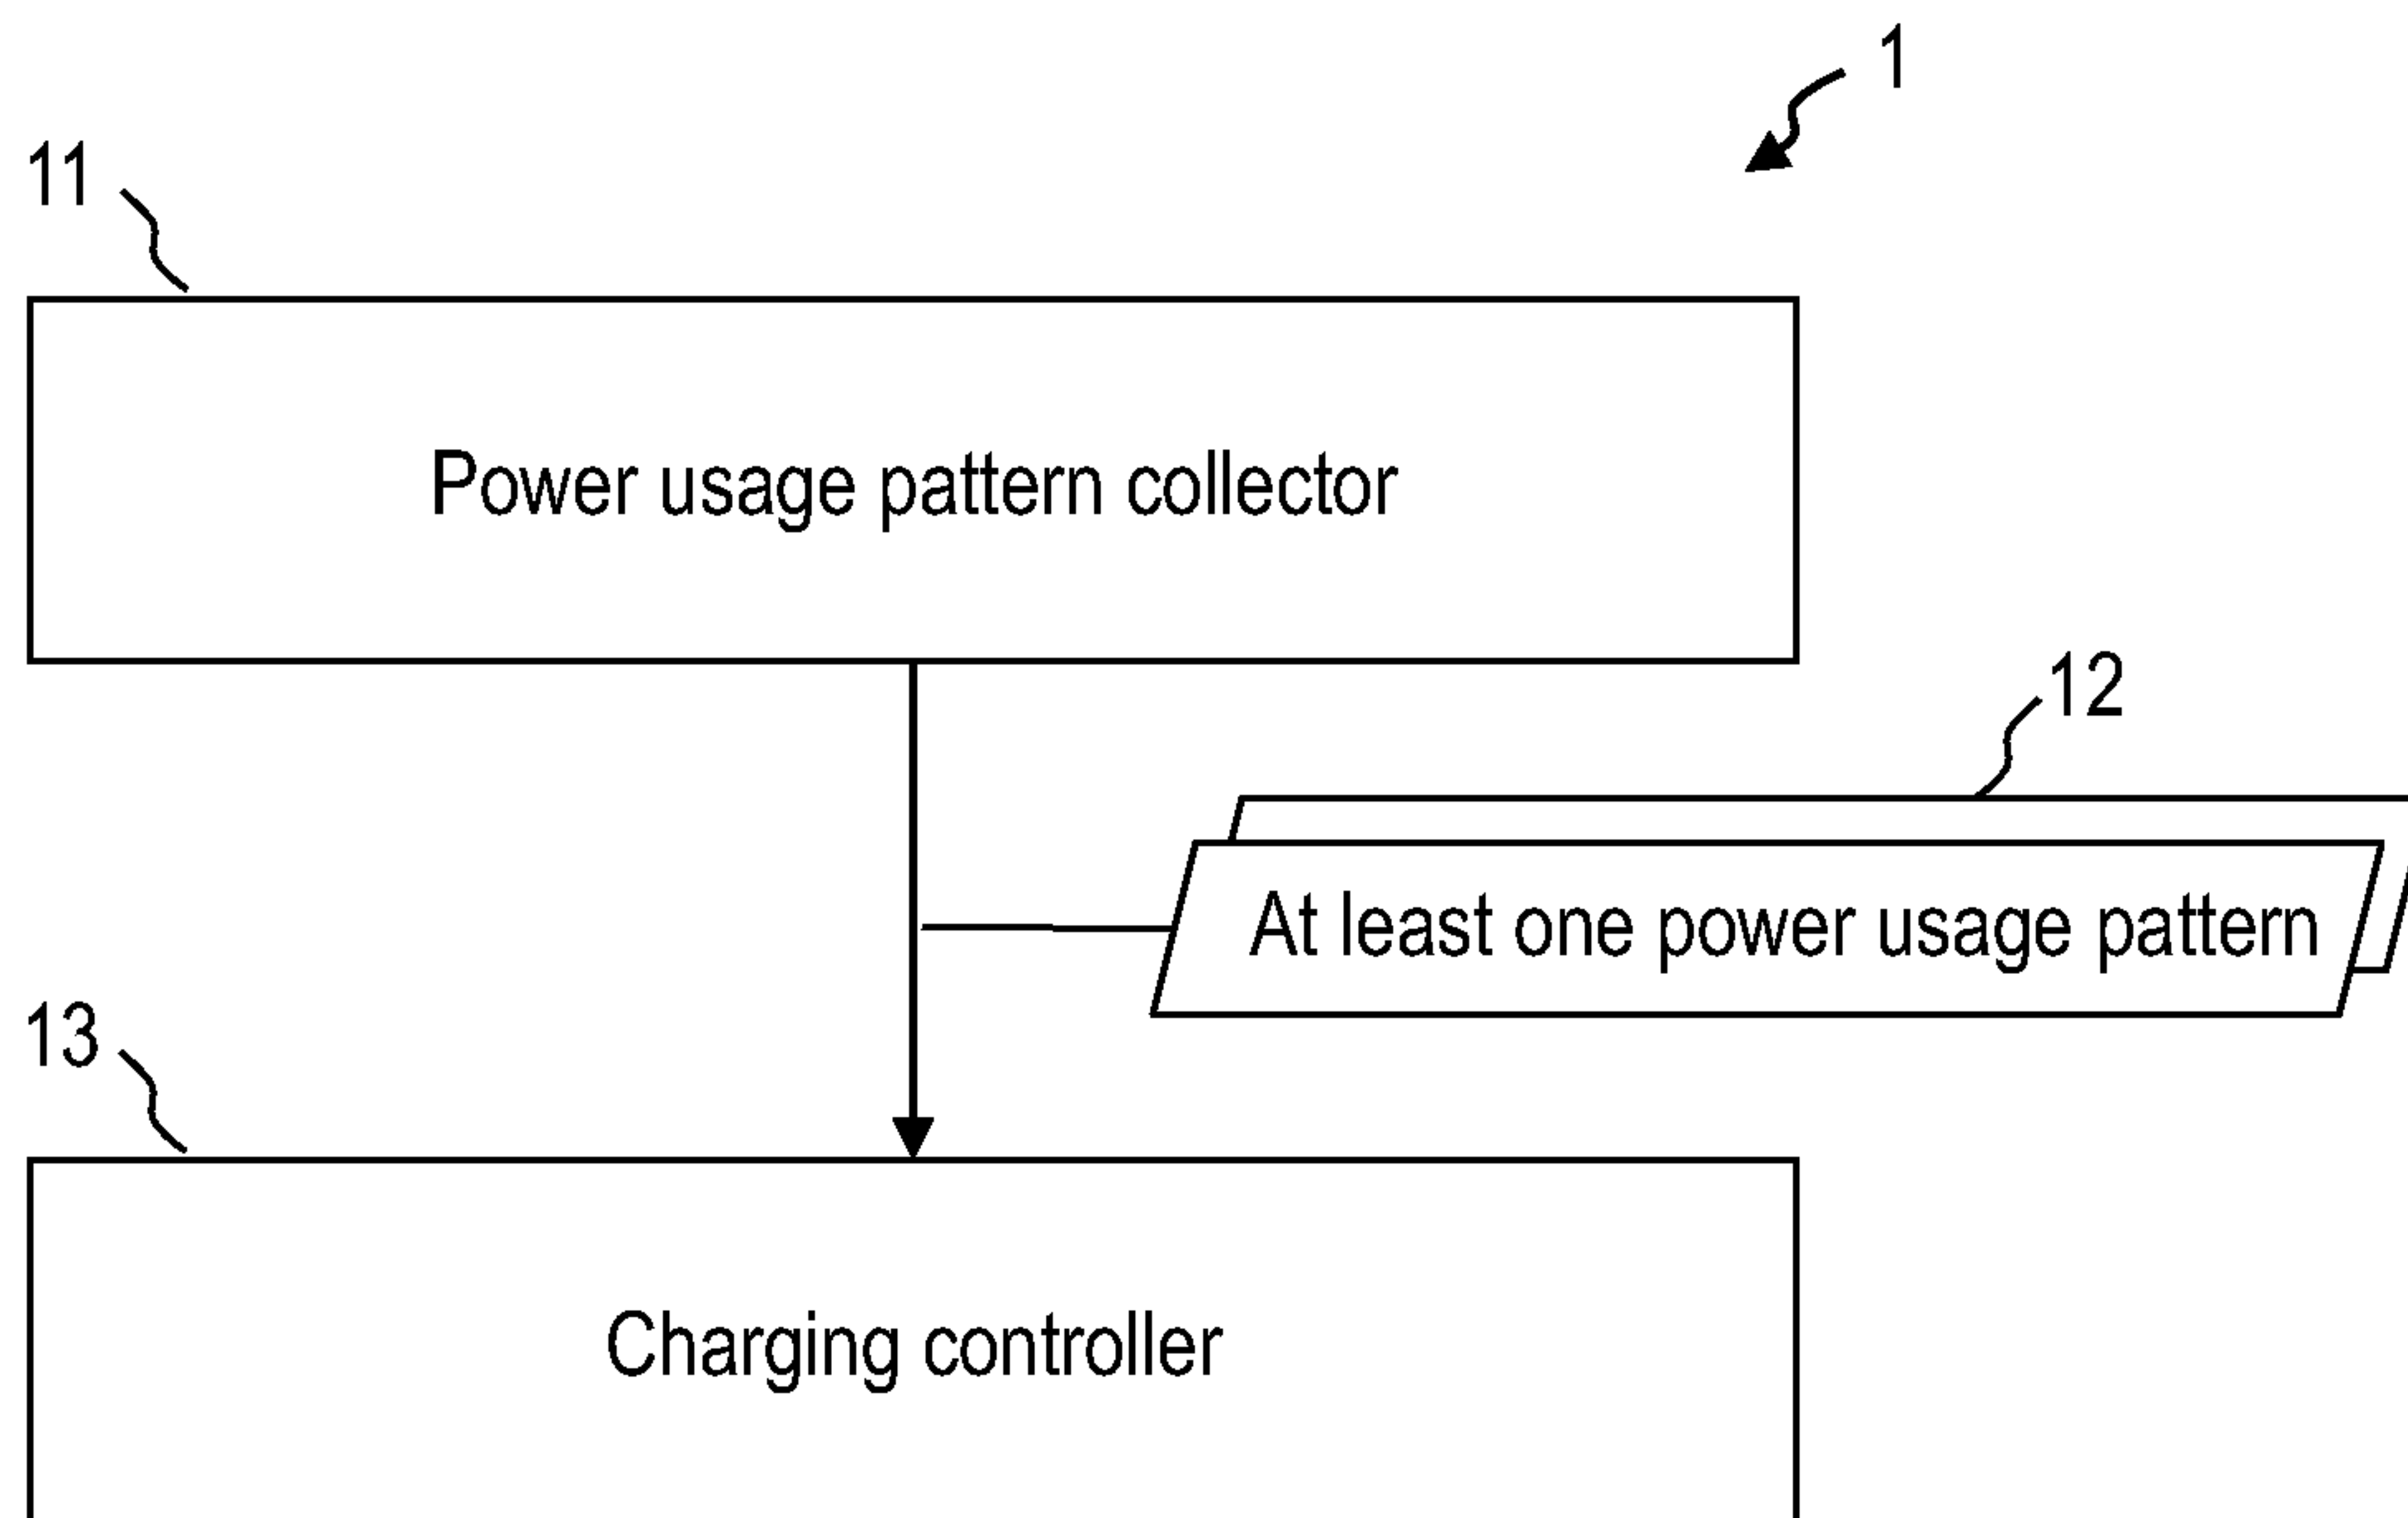 1
11
Power usage pattern collector
12
At least one power usage pattern
13
Charging controller